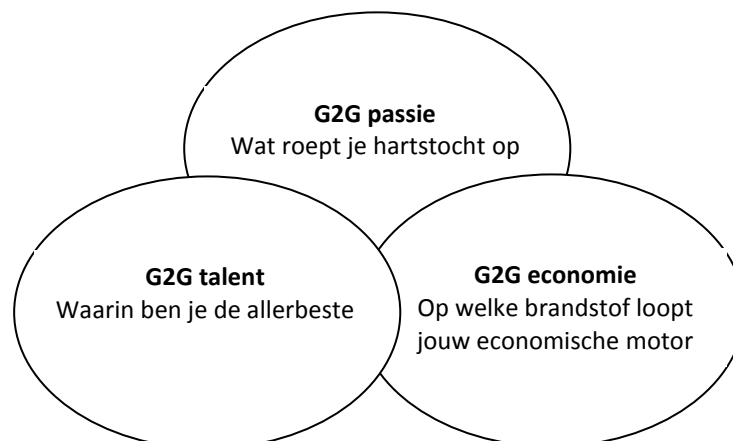 G2G passie
Wat roept je hartstocht op
G2G talent
Waarin ben je de allerbeste
G2G economie
Op welke brandstof loopt
jouw economische motor